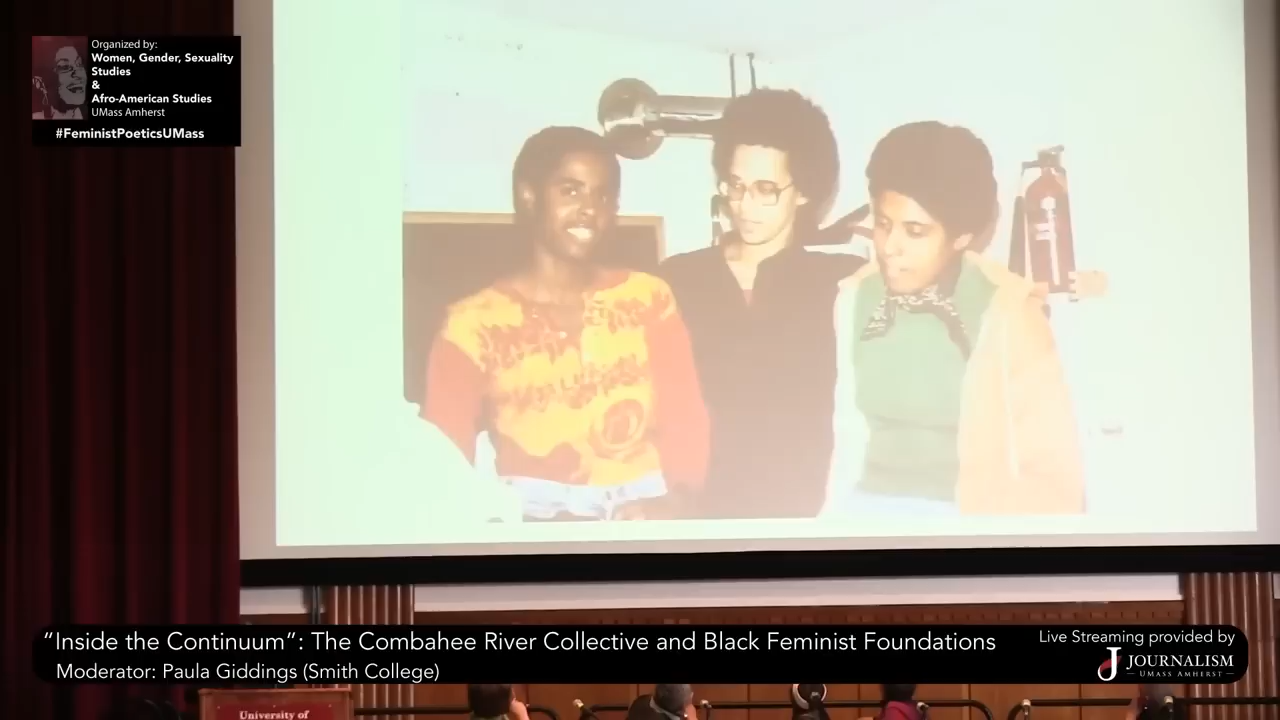 Organized by:
Women, Gender, Sexuality
Studies
&
Afro-American Studies
UMass Amherst
#FeministPoeticsUMass
“Inside the Continuum”: The Combahee River Collective and Black Feminist Foundations
Moderator: Paula Giddings (Smith College)
Live Streaming provided by
JOURNALISM
UMASS AMHERST
University of